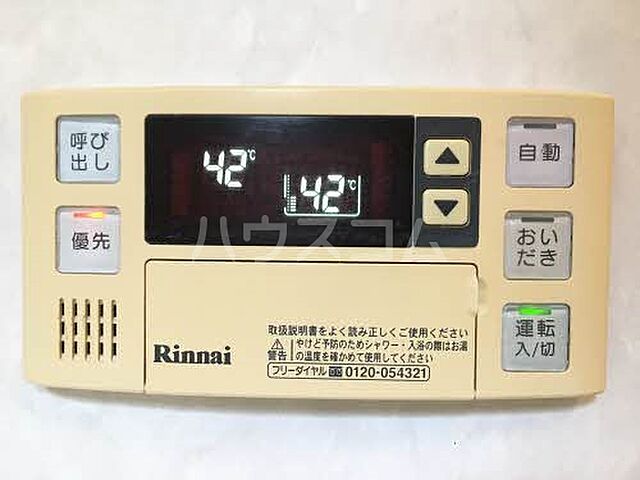 呼び
出し
優先
42℃
42℃
自動
おい
だき
運転
入/切
ハウスコム
Rinnai
取扱説明書をよく読み正しくご使用ください
警告
やけど予防のためシャワー・入浴の際はお湯
の温度を確かめて使用してください
フリーダイヤル 0120-054321